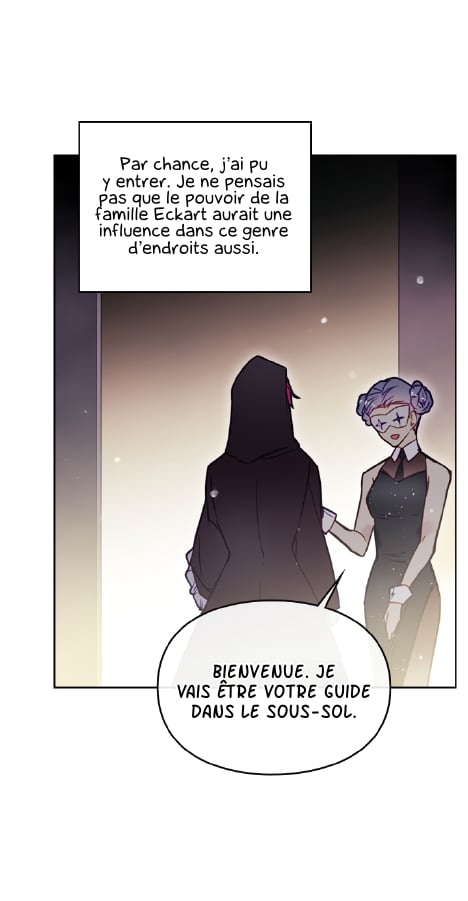 Par chance, j'ai pu
y entrer. Je ne pensais
pas que le pouvoir de la
famille Eckart aurait une
influence dans ce genre
d'endroits aussi.
BIENVENUE. JE
VAIS ÊTRE VOTRE GUIDE
DANS LE SOUS-SOL.